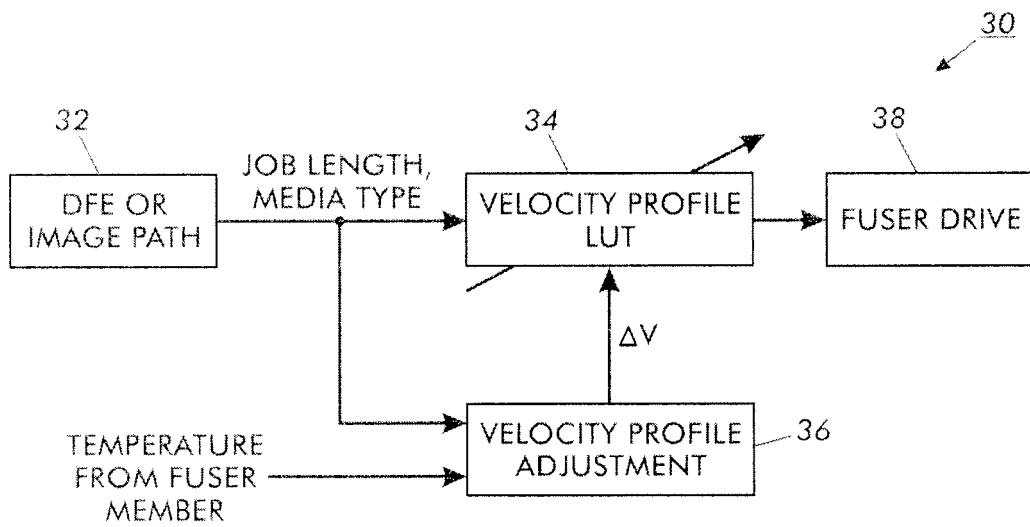 30
32
34
38
JOB LENGTH,
MEDIA TYPE
DFE OR
IMAGE PATH
VELOCITY PROFILE
LUT
FUSER DRIVE
ΔV
36
VELOCITY PROFILE
ADJUSTMENT
TEMPERATURE
FROM FUSER
MEMBER